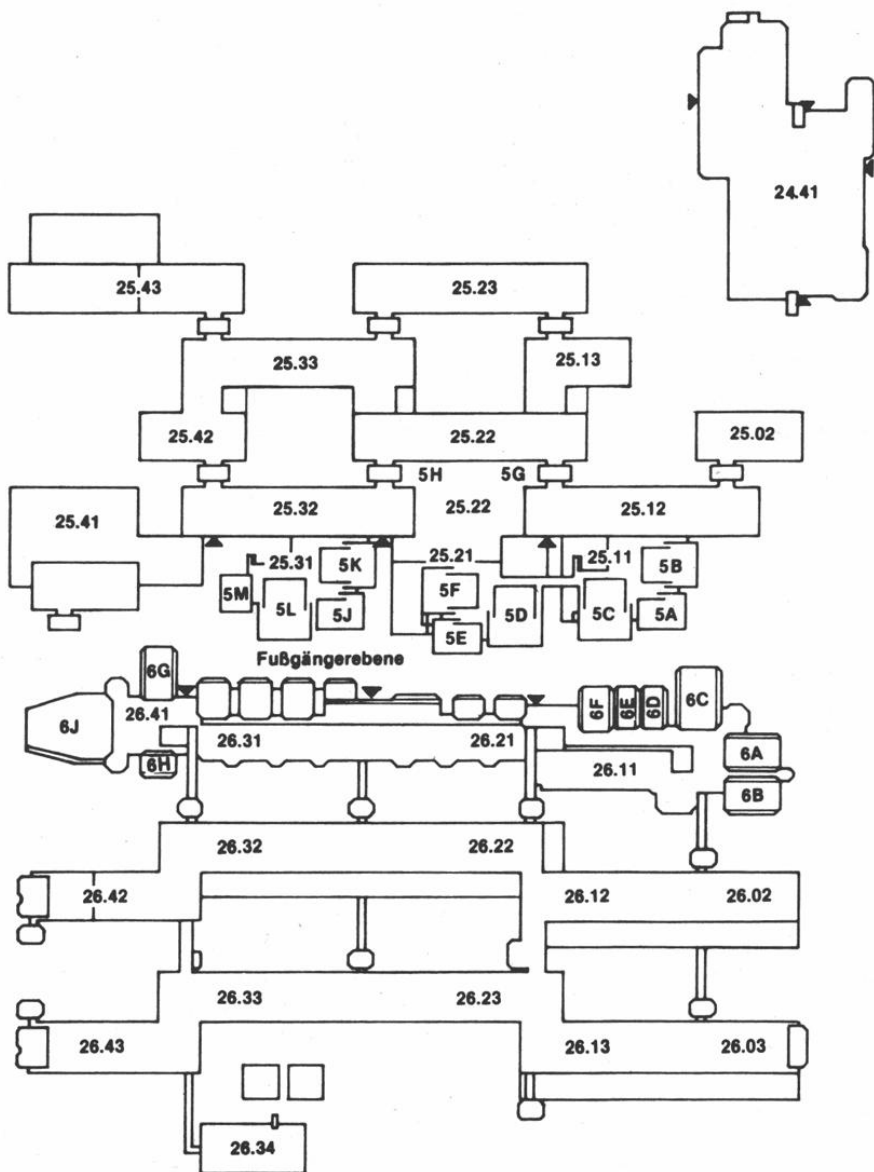 24.41
25.43
25.23
25.33
25.13
25.42
25.22
25.02
5H
5G
25.41
25.32
25.22
25.12
25.31
5K
25.21
25.11
5B
5M
5F
5L
5J
5D
5C
5A
5E
Fußgängerebene
6G
6C
26.41
6F
6E
6D
6J
26.31
26.21
6A
6H
26.11
6B
26.32
26.22
26.42
26.12
26.02
26.33
26.23
26.43
26.13
26.03
26.34